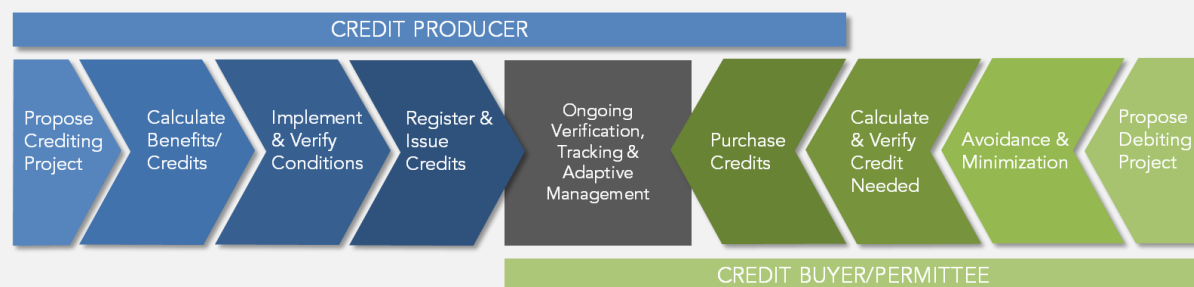 CREDIT PRODUCER
Propose
Crediting
Project
Calculate
Benefits/
Credits
Implement
& Verify
Conditions
Register &
Issue
Credits
Ongoing
Verification,
Tracking &
Adaptive
Management
Purchase
Credits
Calculate
& Verify
Credit
Needed
Avoidance &
Minimization
Propose
Debiting
Project
CREDIT BUYER/PERMITTEE